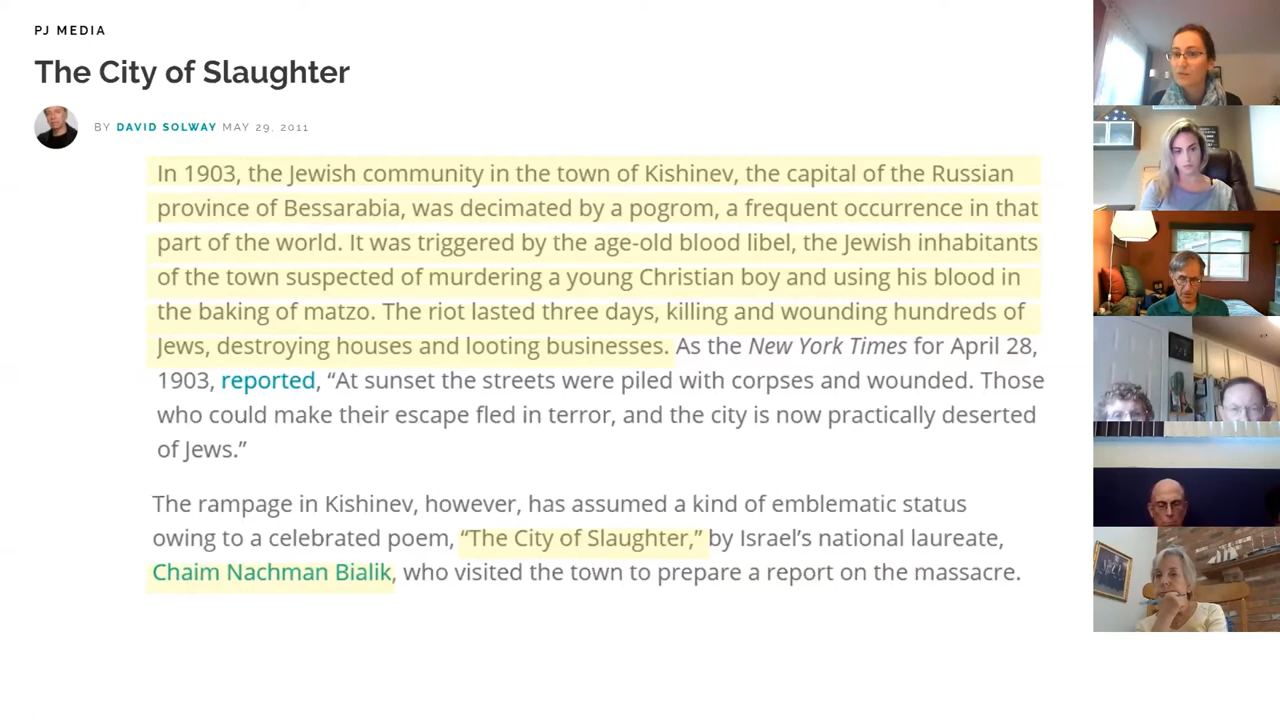 PJ MEDIA
The City of Slaughter
BY DAVID SOLWAY MAY 29. 2011
In 1903, the Jewish community in the town of Kishinev, the capital of the Russian
province of Bessarabia, was decimated by a pogrom, a frequent occurrence in that
part of the world. It was triggered by the age-old blood libel, the Jewish inhabitants
of the town suspected of murdering a young Christian boy and using his blood in
the baking of matzo. The riot lasted three days, killing and wounding hundreds of
Jews, destroying houses and looting businesses. As the New York Times for April 28,
1903, reported, “At sunset the streets were piled with corpses and wounded. Those
who could make their escape fled in terror, and the city is now practically deserted
of Jews.”
The rampage in Kishinev, however, has assumed a kind of emblematic status
owing to a celebrated poem, “The City of Slaughter,” by Israel’s national laureate,
Chaim Nachman Bialik, who visited the town to prepare a report on the massacre.